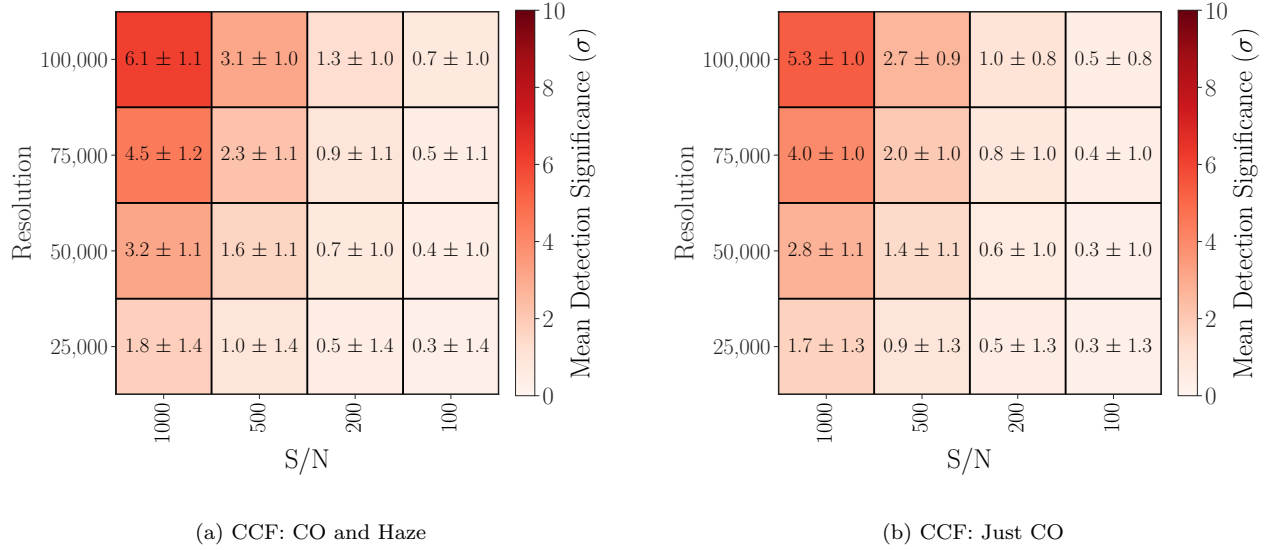 100,000
75,000
50,000
25,000
Resolution
6.1 ± 1.1 3.1 ± 1.0 1.3 ± 1.0 0.7 ± 1.0
4.5 ± 1.2 2.3 ± 1.1 0.9 ± 1.1 0.5 ± 1.1
3.2 ± 1.1 1.6 ± 1.1 0.7 ± 1.0 0.4 ± 1.0
1.8 ± 1.4 1.0 ± 1.4 0.5 ± 1.4 0.3 ± 1.4
1000 500 200 100
S/N
10
8
6
4
2
0
Mean Detection Significance (σ)
(a) CCF: CO and Haze
100,000
75,000
50,000
25,000
Resolution
5.3 ± 1.0 2.7 ± 0.9 1.0 ± 0.8 0.5 ± 0.8
4.0 ± 1.0 2.0 ± 1.0 0.8 ± 1.0 0.4 ± 1.0
2.8 ± 1.1 1.4 ± 1.1 0.6 ± 1.0 0.3 ± 1.0
1.7 ± 1.3 0.9 ± 1.3 0.5 ± 1.3 0.3 ± 1.3
1000 500 200 100
S/N
10
8
6
4
2
0
Mean Detection Significance (σ)
(b) CCF: Just CO